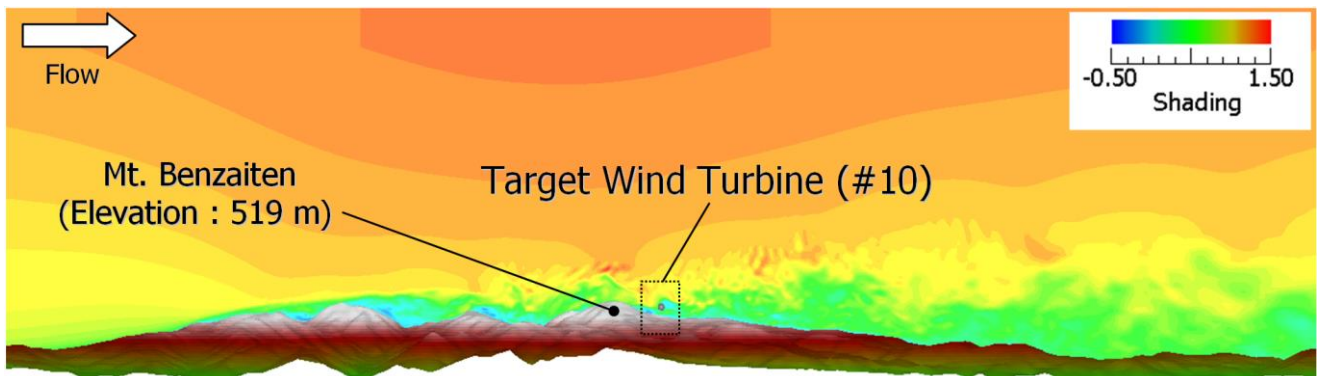 Flow
-0.50 1.50
Shading
Mt. Benzaiten
(Elevation : 519 m)
Target Wind Turbine (#10)